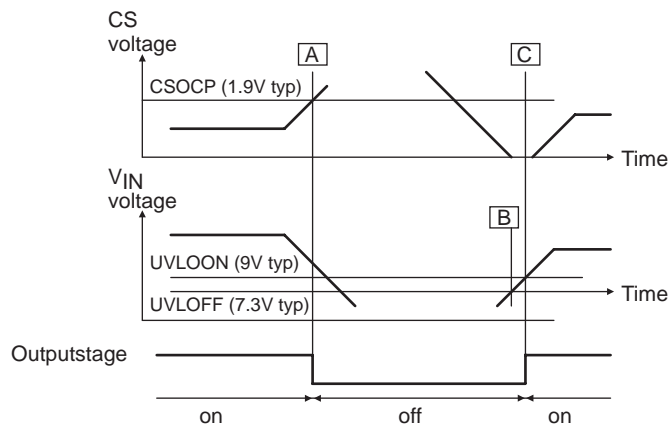 CS
voltage
A
C
CSOCP (1.9V typ)
Time
VIN
voltage
B
UVLOON (9V typ)
Time
UVLOFF (7.3V typ)
Outputstage
on
off
on